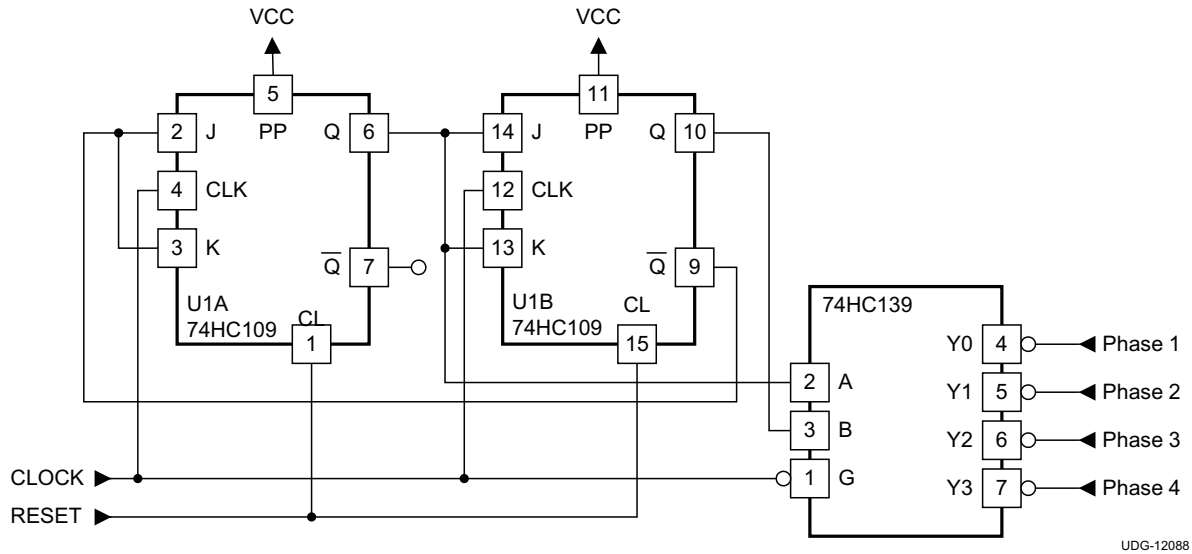 VCC
VCC
5
11
2 J PP Q 6
14 J PP Q 10
4 CLK
12 CLK
3 K
13 K
Q 7
Q 9
U1A
74HC109
CL
1
U1B
74HC109
CL
15
74HC139
Y0 4 Phase 1
2 A
Y1 5 Phase 2
3 B
Y2 6 Phase 3
CLOCK
1 G
Y3 7 Phase 4
RESET
UDG-12088